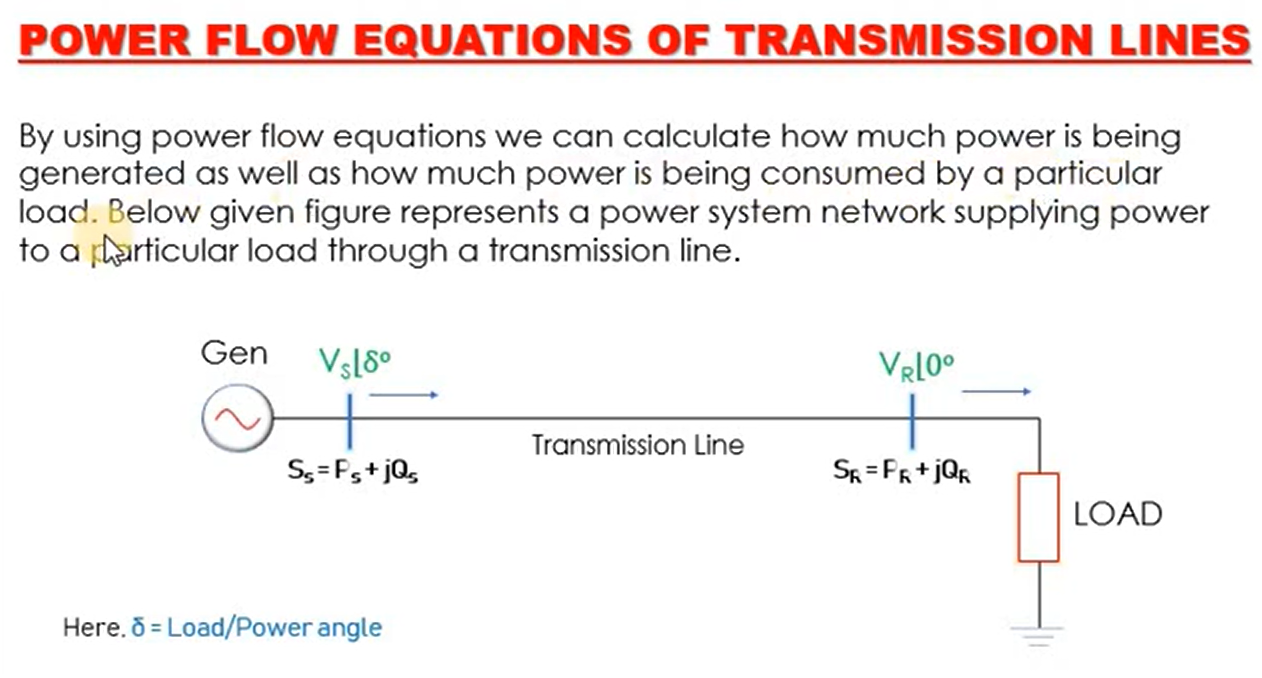 POWER FLOW EQUATIONS OF TRANSMISSION LINES
By using power flow equations we can calculate how much power is being
generated as well as how much power is being consumed by a particular
load. Below given figure represents a power system network supplying power
to a particular load through a transmission line.
Gen
Vs⌊δ°
VR⌊0°
Transmission Line
Ss=Ps+jQs
SR=PR+jQR
LOAD
Here. δ = Load/Power angle